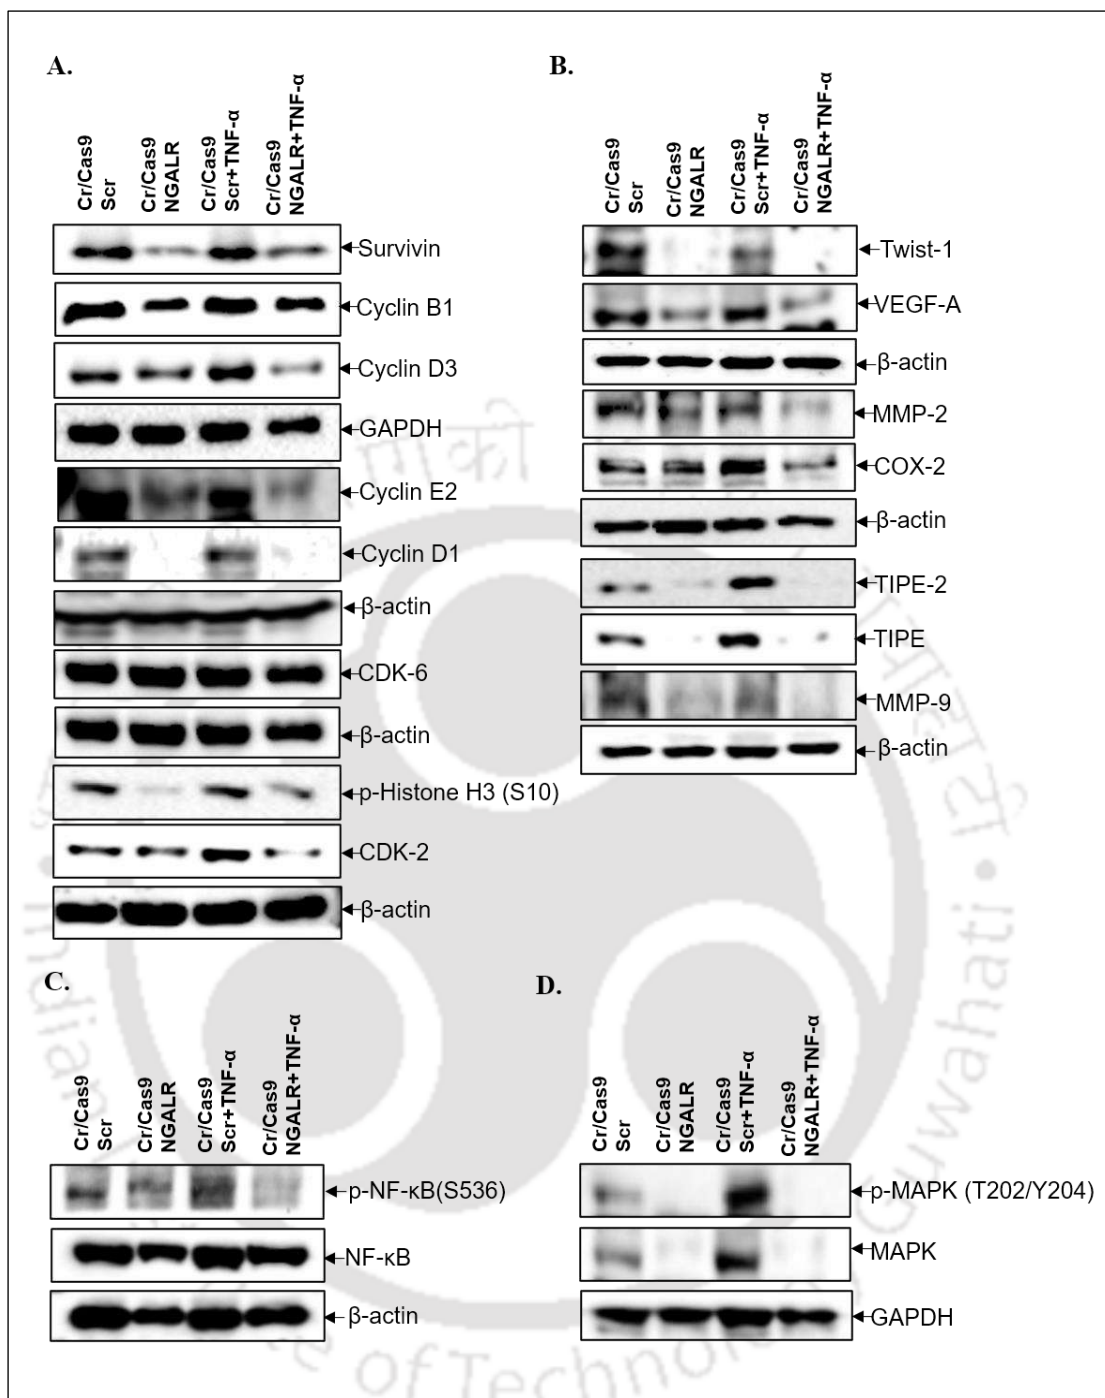 A.
Cr/Cas9
Scr
Cr/Cas9
NGALR
Cr/Cas9
Scr+TNF-α
Cr/Cas9
NGALR+TNF-α
Survivin
Cyclin B1
Cyclin D3
GAPDH
Cyclin E2
Cyclin D1
β-actin
CDK-6
β-actin
p-Histone H3 (S10)
CDK-2
β-actin
B.
Cr/Cas9
Scr
Cr/Cas9
NGALR
Cr/Cas9
Scr+TNF-α
Cr/Cas9
NGALR+TNF-α
Twist-1
VEGF-A
β-actin
MMP-2
COX-2
β-actin
TIPE-2
TIPE
MMP-9
β-actin
C.
Cr/Cas9
Scr
Cr/Cas9
NGALR
Cr/Cas9
Scr+TNF-α
Cr/Cas9
NGALR+TNF-α
p-NF-κB(S536)
NF-κB
β-actin
D.
Cr/Cas9
Scr
Cr/Cas9
NGALR
Cr/Cas9
Scr+TNF-α
Cr/Cas9
NGALR+TNF-α
p-MAPK (T202/Y204)
MAPK
GAPDH
Indian
of Technolo
Guwahati